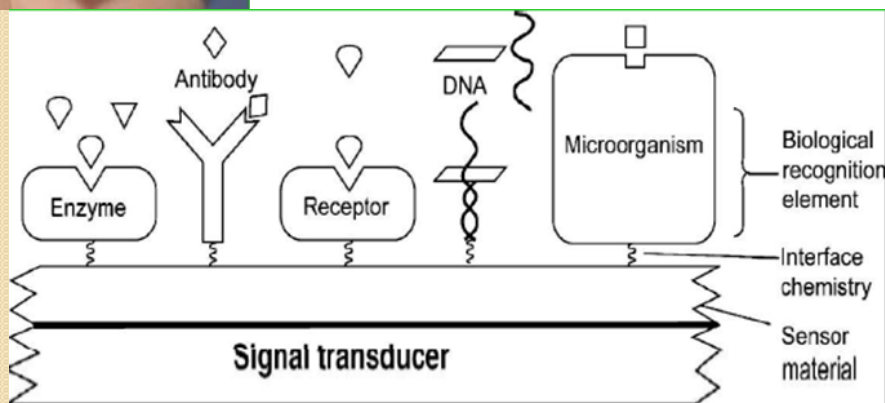 Antibody
DNA
Enzyme
Receptor
Microorganism
Biological
recognition
element
Interface
chemistry
Sensor
material
Signal transducer